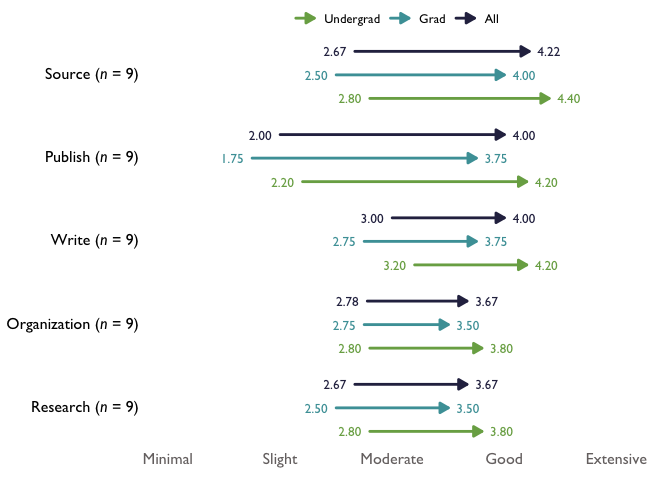 Undergrad Grad All
2.67 4.22
Source (n = 9) 2.50 4.00
2.80 4.40
2.00 4.00
Publish (n = 9) 1.75 3.75
2.20 4.20
3.00 4.00
Write (n = 9) 2.75 3.75
3.20 4.20
2.78 3.67
Organization (n = 9) 2.75 3.50
2.80 3.80
2.67 3.67
Research (n = 9) 2.50 3.50
2.80 3.80
Minimal Slight Moderate Good Extensive